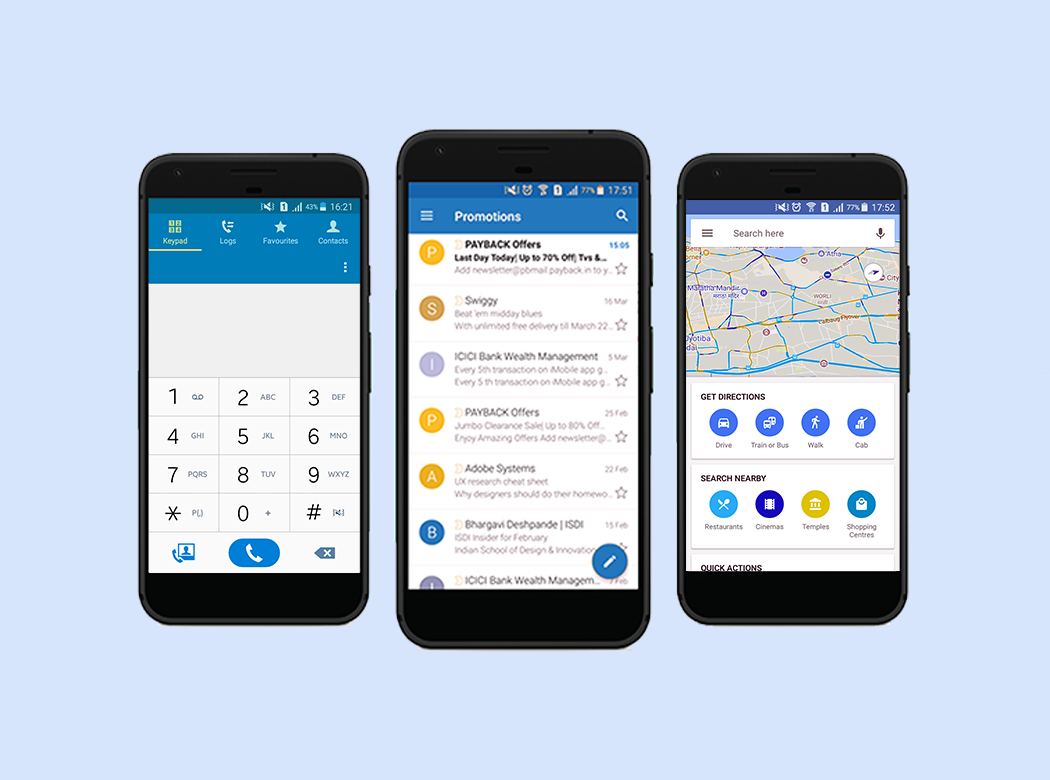 43% 16:21
Keypad Logs Favourites Contacts
1 2 ABC 3 DEF
4 GHI 5 JKL 6 MNO
7 PQRS 8 TUV 9 WXYZ
* P(,) 0 + #
77% 17:51
Promotions
P PAYBACK Offers 15:05
Last Day Today| Up to 70% Off| Tvs &...
Add newsletter@pbmail.payback.in to y...
S Swiggy 16 Mar
Beat 'em midday blues
With unlimited free delivery till March 22...
I ICICI Bank Wealth Management 5 Mar
Every 5th transaction on iMobile app g...
Every 5 th transaction on iMobile app g...
P PAYBACK Offers 25 Feb
Jumbo Clearance Sale| Up to 80% Off...
Enjoy Amazing Offers Add newsletter@...
A Adobe Systems 22 Feb
UX research cheat sheet
Why designers should do their homewo...
B Bhargavi Deshpande | ISDI 15 Feb
ISDI Insider for February
Indian School of Design & Innovation
I ICICI Bank Wealth Managem... 7 Feb
77% 17:52
Search here
Atria
City
Maratha Mandir
मराठा मंदिर
WORLI
वरळी
Lalbaug Flyover
Jyotiba
GET DIRECTIONS
Drive Train or Bus Walk Cab
SEARCH NEARBY
Restaurants Cinemas Temples Shopping
Centres
QUICK ACTIONS